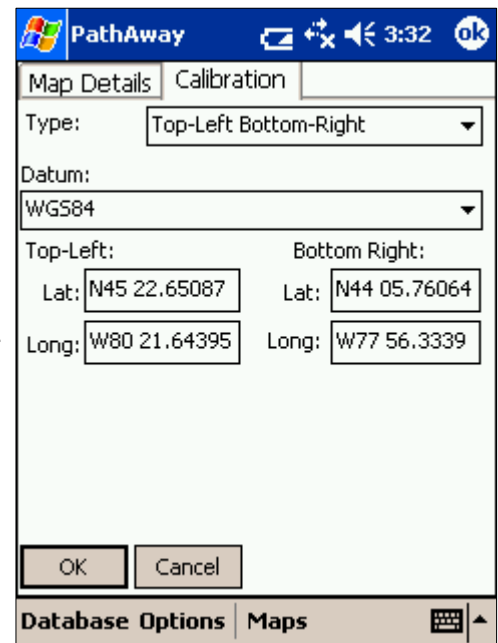 PathAway 3:32 ok
Map Details Calibration
Type: Top-Left Bottom-Right
Datum:
WGS84
Top-Left: Bottom Right:
Lat: N45 22.65087 Lat: N44 05.76064
Long: W80 21.64395 Long: W77 56.3339
OK Cancel
Database Options Maps